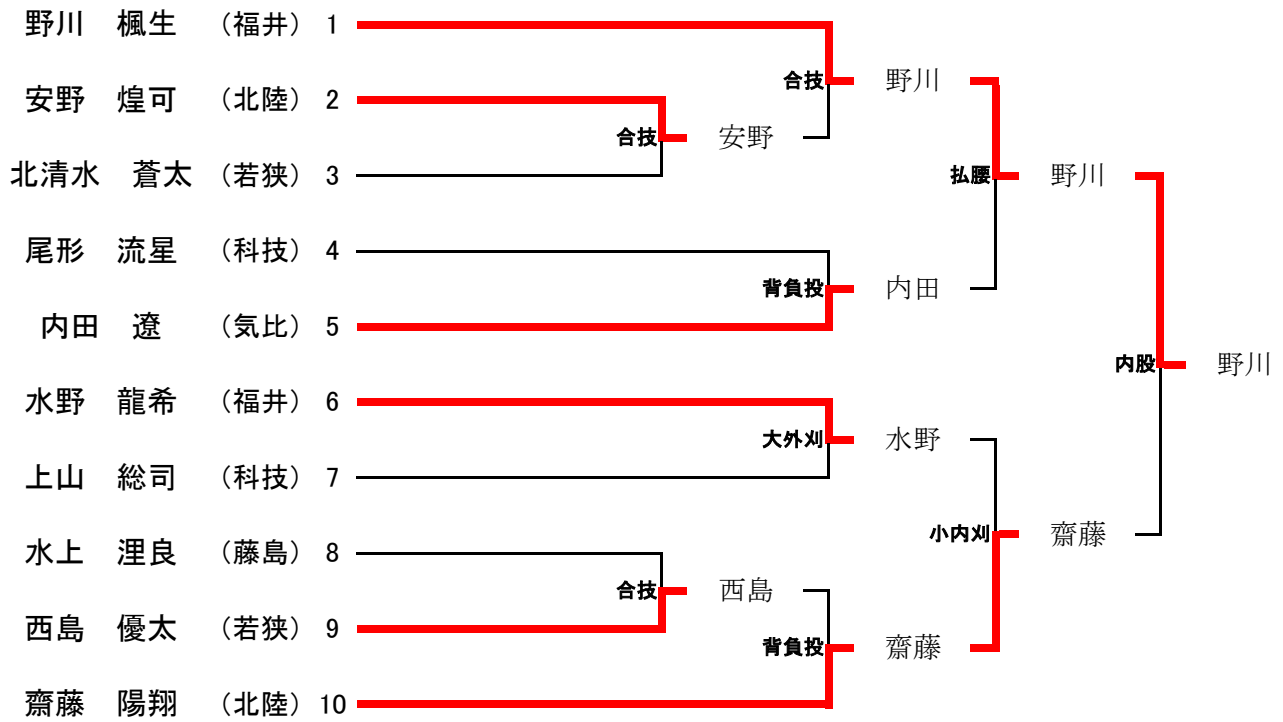 野川　楓生　（福井）　1
合技　野川
安野　煌可　（北陸）　2
合技　安野
北清水　蒼太　（若狭）　3
払腰　野川
尾形　流星　（科技）　4
背負投　内田
内田　遼　（気比）　5
内股　野川
水野　龍希　（福井）　6
大外刈　水野
上山　総司　（科技）　7
小内刈　齋藤
水上　浬良　（藤島）　8
合技　西島
西島　優太　（若狭）　9
背負投　齋藤
齋藤　陽翔　（北陸）　10